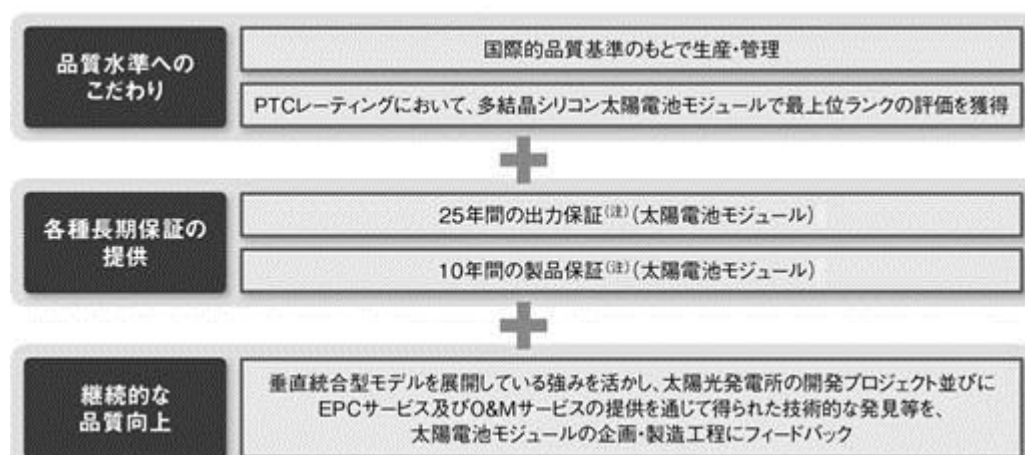 品質水準への
こだわり
国際的品質基準のもとで生産・管理
PTCレーティングにおいて、多結晶シリコン太陽電池モジュールで最上位ランクの評価を獲得
各種長期保証の
提供
25年間の出力保証(注)(太陽電池モジュール)
10年間の製品保証(注)(太陽電池モジュール)
継続的な
品質向上
垂直統合型モデルを展開している強みを活かし、太陽光発電所の開発プロジェクト並びに
EPCサービス及びO&Mサービスの提供を通じて得られた技術的な発見等を、
太陽電池モジュールの企画・製造工程にフィードバック